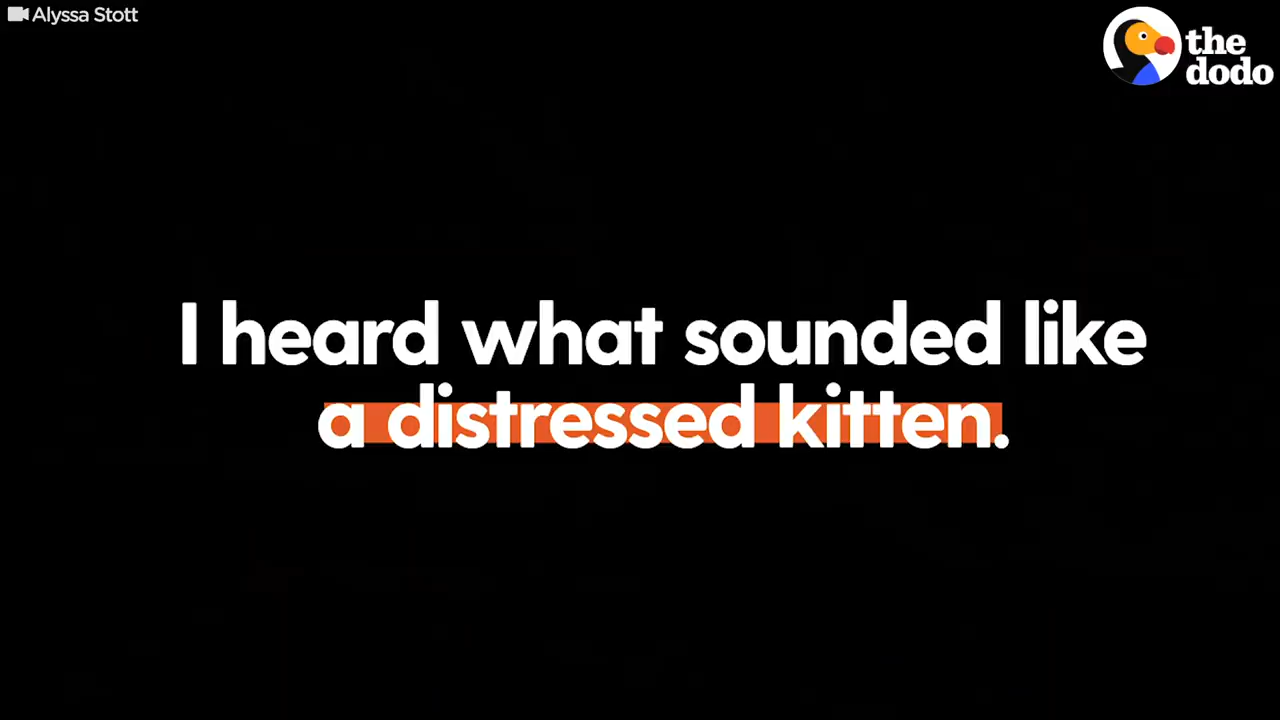 Alyssa Stott
the
dodo
I heard what sounded like
a distressed kitten.